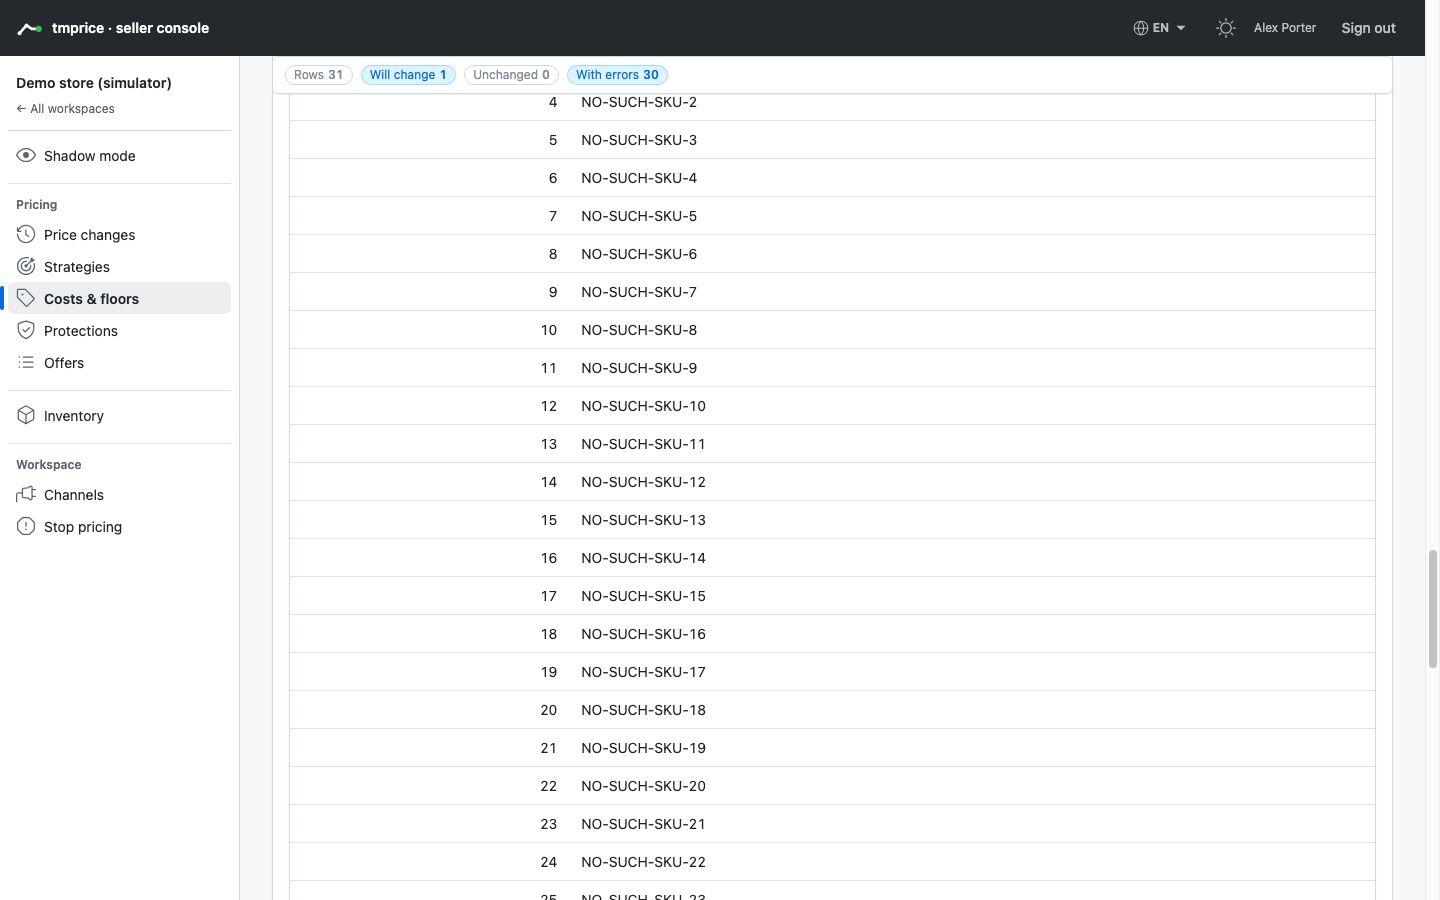 tmprice · seller console
EN
Alex Porter
Sign out
Demo store (simulator)
← All workspaces
Shadow mode
Pricing
Price changes
Strategies
Costs & floors
Protections
Offers
Inventory
Workspace
Channels
Stop pricing
Rows 31 Will change 1 Unchanged 0 With errors 30
4 NO-SUCH-SKU-2
5 NO-SUCH-SKU-3
6 NO-SUCH-SKU-4
7 NO-SUCH-SKU-5
8 NO-SUCH-SKU-6
9 NO-SUCH-SKU-7
10 NO-SUCH-SKU-8
11 NO-SUCH-SKU-9
12 NO-SUCH-SKU-10
13 NO-SUCH-SKU-11
14 NO-SUCH-SKU-12
15 NO-SUCH-SKU-13
16 NO-SUCH-SKU-14
17 NO-SUCH-SKU-15
18 NO-SUCH-SKU-16
19 NO-SUCH-SKU-17
20 NO-SUCH-SKU-18
21 NO-SUCH-SKU-19
22 NO-SUCH-SKU-20
23 NO-SUCH-SKU-21
24 NO-SUCH-SKU-22
25 NO-SUCH-SKU-23